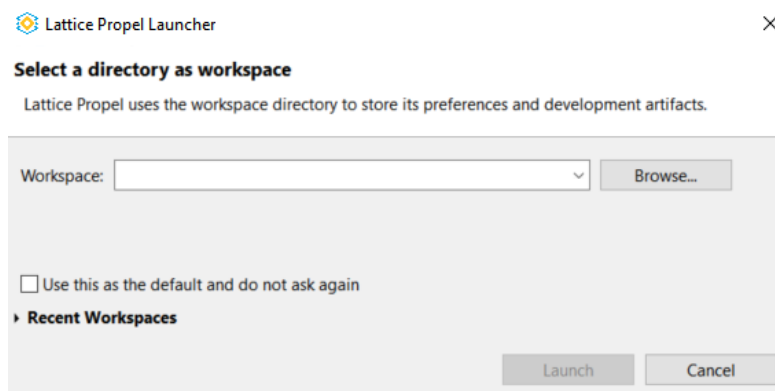 Lattice Propel Launcher
Select a directory as workspace
Lattice Propel uses the workspace directory to store its preferences and development artifacts.
Workspace: Browse...
Use this as the default and do not ask again
Recent Workspaces
Launch Cancel